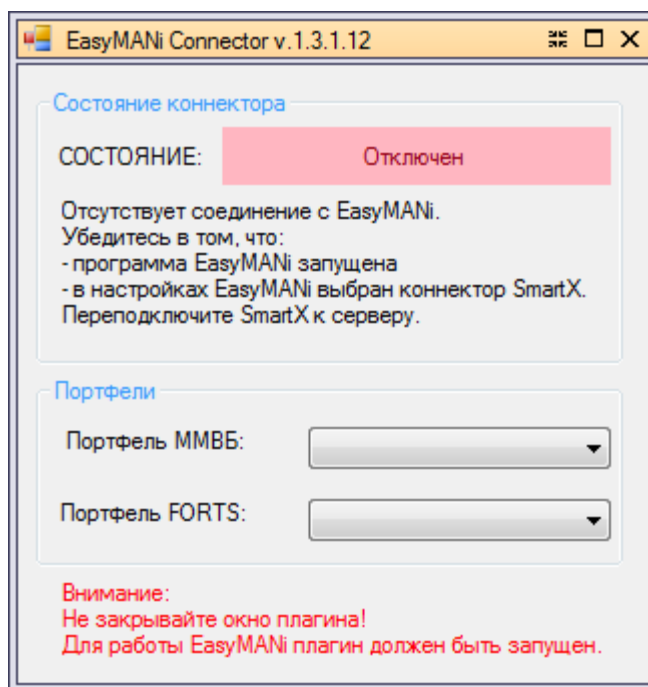 EasyMANi Connector v.1.3.1.12
Состояние коннектора
СОСТОЯНИЕ: Отключен
Отсутствует соединение с EasyMANi.
Убедитесь в том, что:
- программа EasyMANi запущена
- в настройках EasyMANi выбран коннектор SmartX.
Переподключите SmartX к серверу.
Портфели
Портфель ММВБ:
Портфель FORTS:
Внимание:
Не закрывайте окно плагина!
Для работы EasyMANi плагин должен быть запущен.